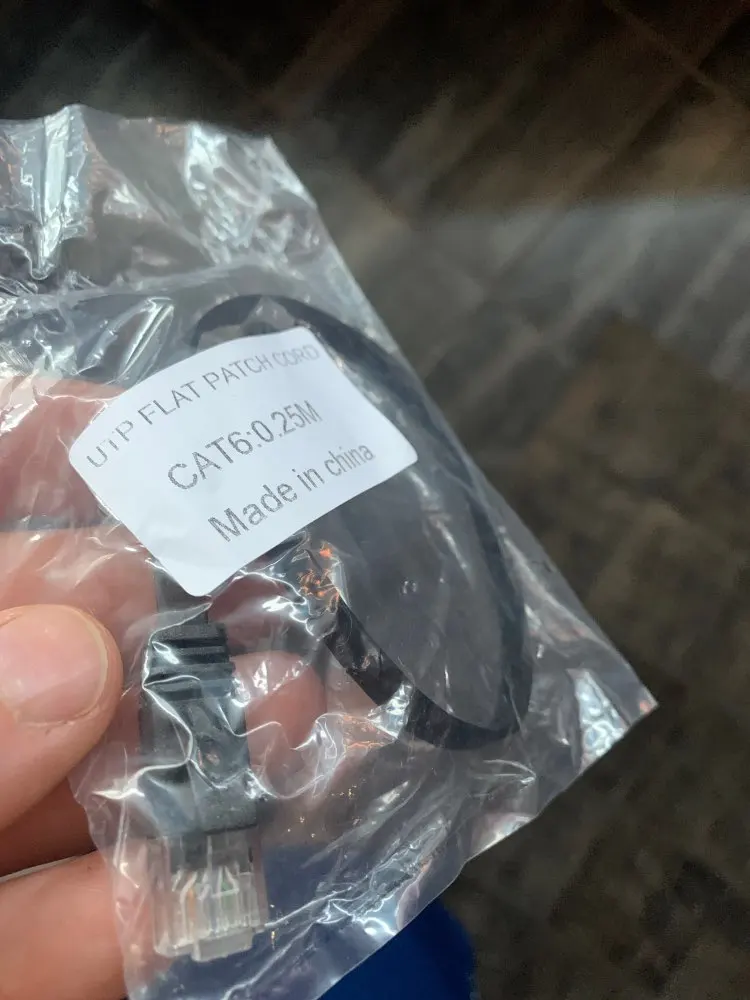 UTP FLAT PATCH CORD
CAT6:0.25M
Made in china